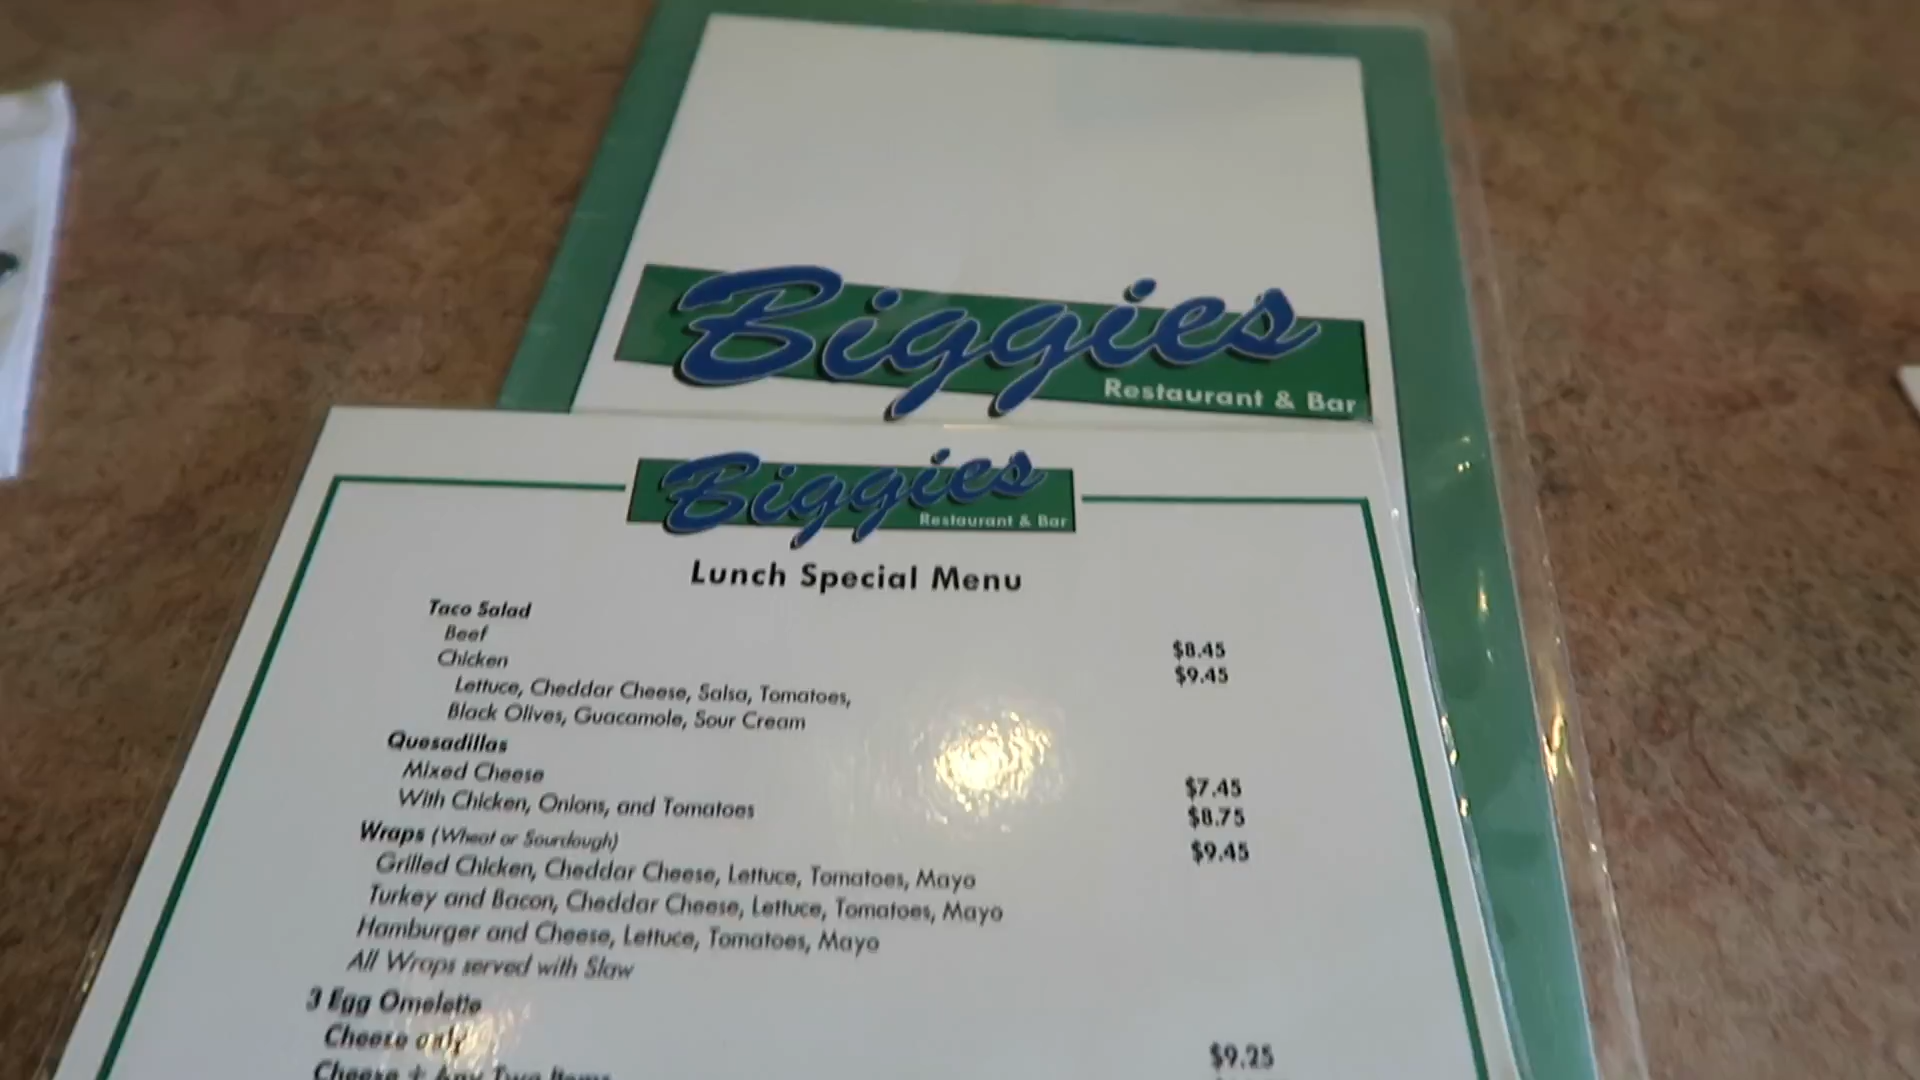 Biggies
Restaurant & Bar
Biggies
Restaurant & Bar
Lunch Special Menu
Taco Salad
Beef $8.45
Chicken $9.45
Lettuce, Cheddar Cheese, Salsa, Tomatoes,
Black Olives, Guacamole, Sour Cream
Quesadillas
Mixed Cheese $7.45
With Chicken, Onions, and Tomatoes $8.75
Wraps (Wheat or Sourdough) $9.45
Grilled Chicken, Cheddar Cheese, Lettuce, Tomatoes, Mayo
Turkey and Bacon, Cheddar Cheese, Lettuce, Tomatoes, Mayo
Hamburger and Cheese, Lettuce, Tomatoes, Mayo
All Wraps served with Slaw
3 Egg Omelette
Cheese only $9.25
Cheese + Any Two Items